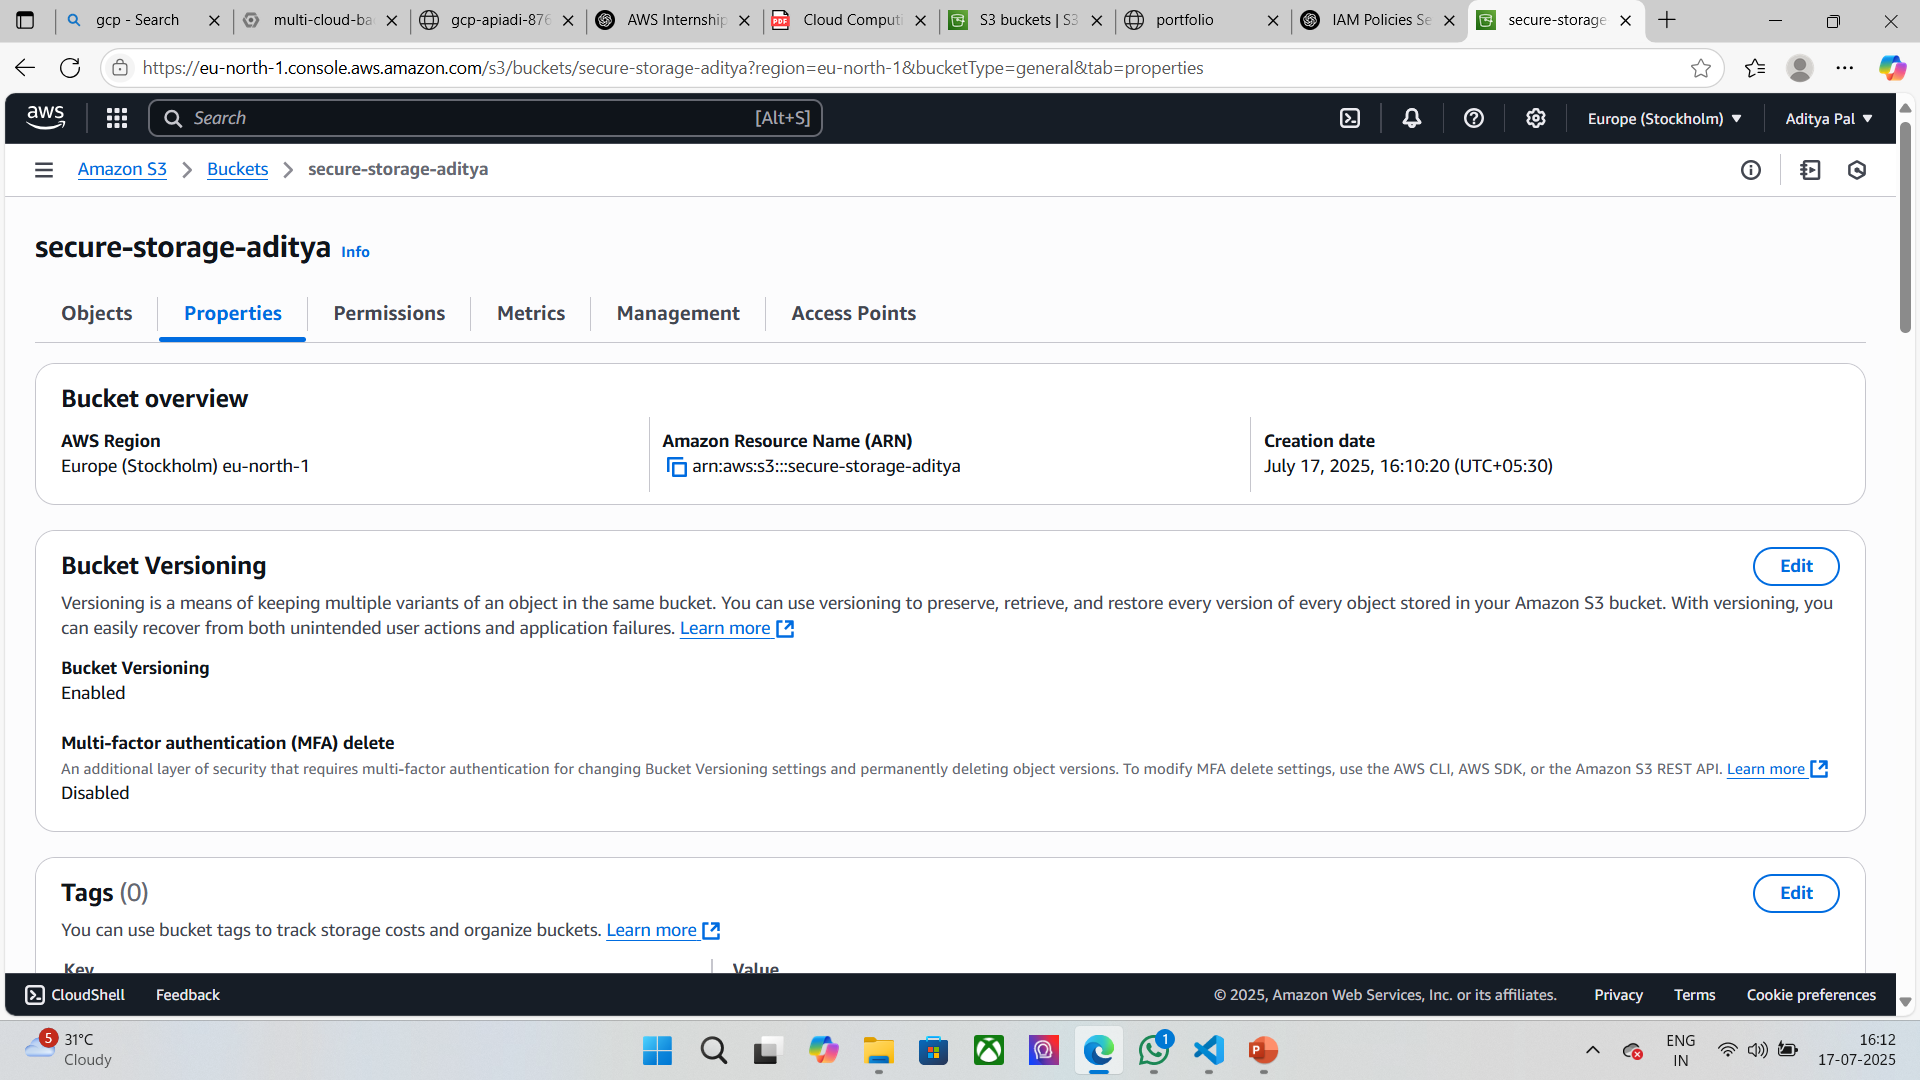 gcp - Search
multi-cloud-ba
gcp-apiadi-876
AWS Internship
PDF
Cloud Computi
S3 buckets | S3
portfolio
IAM Policies Se
secure-storage
https://eu-north-1.console.aws.amazon.com/s3/buckets/secure-storage-aditya?region=eu-north-1&bucketType=general&tab=properties
aws
Search
[Alt+S]
Europe (Stockholm)
Aditya Pal
Amazon S3
Buckets
secure-storage-aditya
secure-storage-aditya Info
Objects
Properties
Permissions
Metrics
Management
Access Points
Bucket overview
AWS Region
Europe (Stockholm) eu-north-1
Amazon Resource Name (ARN)
arn:aws:s3:::secure-storage-aditya
Creation date
July 17, 2025, 16:10:20 (UTC+05:30)
Bucket Versioning
Edit
Versioning is a means of keeping multiple variants of an object in the same bucket. You can use versioning to preserve, retrieve, and restore every version of every object stored in your Amazon S3 bucket. With versioning, you
can easily recover from both unintended user actions and application failures. Learn more
Bucket Versioning
Enabled
Multi-factor authentication (MFA) delete
An additional layer of security that requires multi-factor authentication for changing Bucket Versioning settings and permanently deleting object versions. To modify MFA delete settings, use the AWS CLI, AWS SDK, or the Amazon S3 REST API. Learn more
Disabled
Tags (0)
Edit
You can use bucket tags to track storage costs and organize buckets. Learn more
Key
Value
CloudShell
Feedback
© 2025, Amazon Web Services, Inc. or its affiliates.
Privacy
Terms
Cookie preferences
5
31°C
Cloudy
1
P
ENG
IN
16:12
17-07-2025